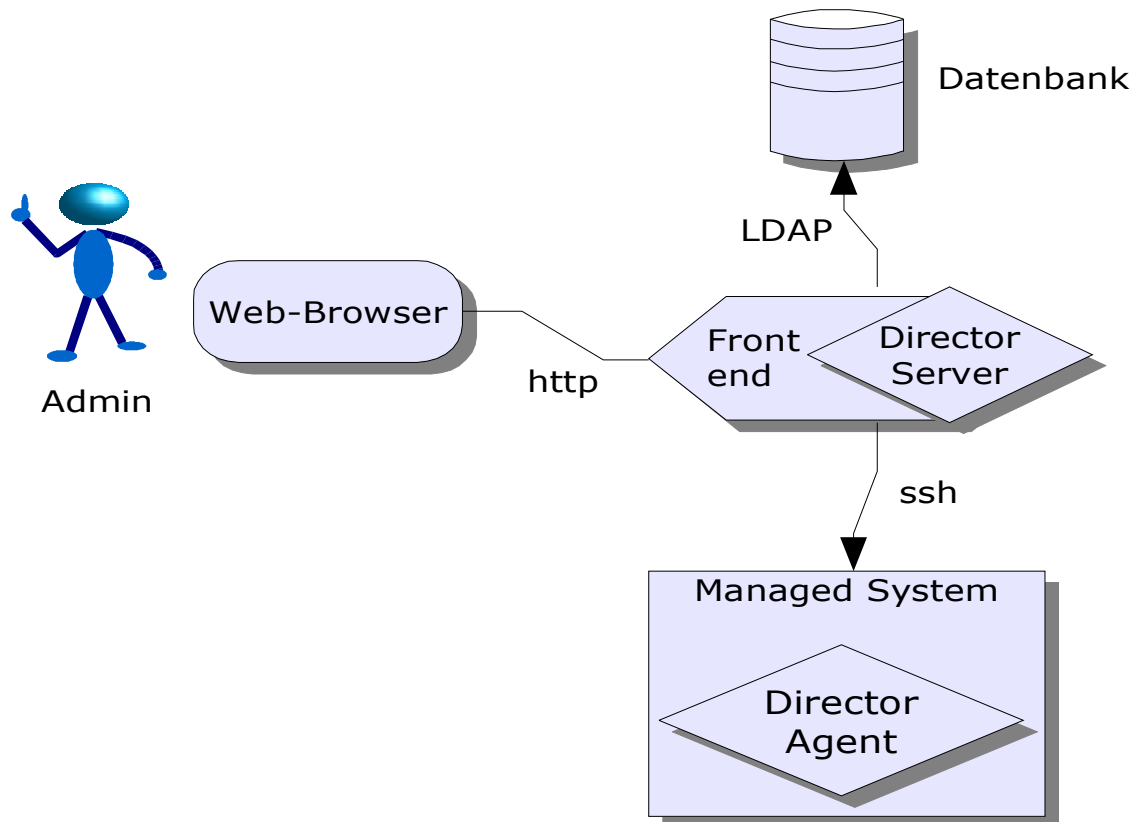 Datenbank
LDAP
Web-Browser
Admin
http
Front
end
Director
Server
ssh
Managed System
Director
Agent